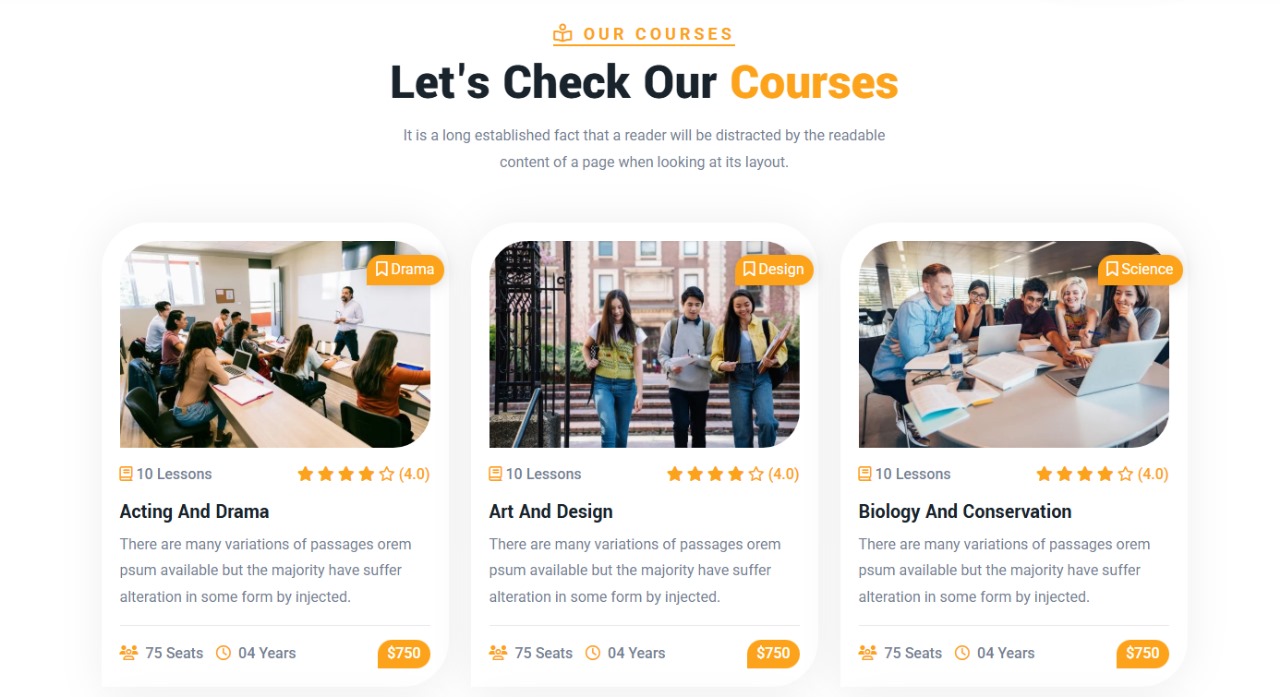 OUR COURSES
Let's Check Our Courses
It is a long established fact that a reader will be distracted by the readable
content of a page when looking at its layout.
Drama
10 Lessons (4.0)
Acting And Drama
There are many variations of passages orem
psum available but the majority have suffer
alteration in some form by injected.
75 Seats 04 Years $750
Design
10 Lessons (4.0)
Art And Design
There are many variations of passages orem
psum available but the majority have suffer
alteration in some form by injected.
75 Seats 04 Years $750
Science
10 Lessons (4.0)
Biology And Conservation
There are many variations of passages orem
psum available but the majority have suffer
alteration in some form by injected.
75 Seats 04 Years $750